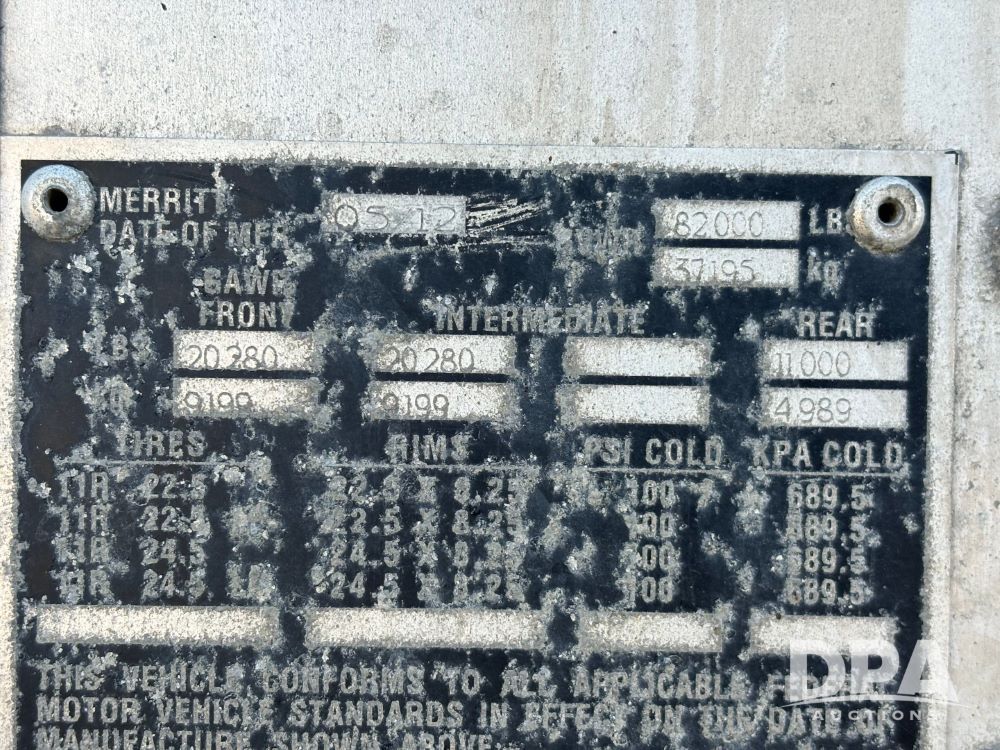 MERRITT
DATE OF MFR 05.12 GVWR 82000 LBS
37195 kg
GAWR
FRONT INTERMEDIATE REAR
LBS 20280 20280 11000
KG 9199 9199 4989
TIRES RIMS PSI COLD KPA COLD
11R 22.5 22.5 X 8.25 100 689.5
11R 22.5 22.5 X 8.25 100 689.5
11R 24.5 24.5 X 8.25 100 689.5
11R 24.5 24.5 X 8.25 100 689.5
THIS VEHICLE CONFORMS TO ALL APPLICABLE FEDERAL
MOTOR VEHICLE STANDARDS IN EFFECT ON THE DATE OF
MANUFACTURE SHOWN ABOVE.
DPA
AUCTIONS